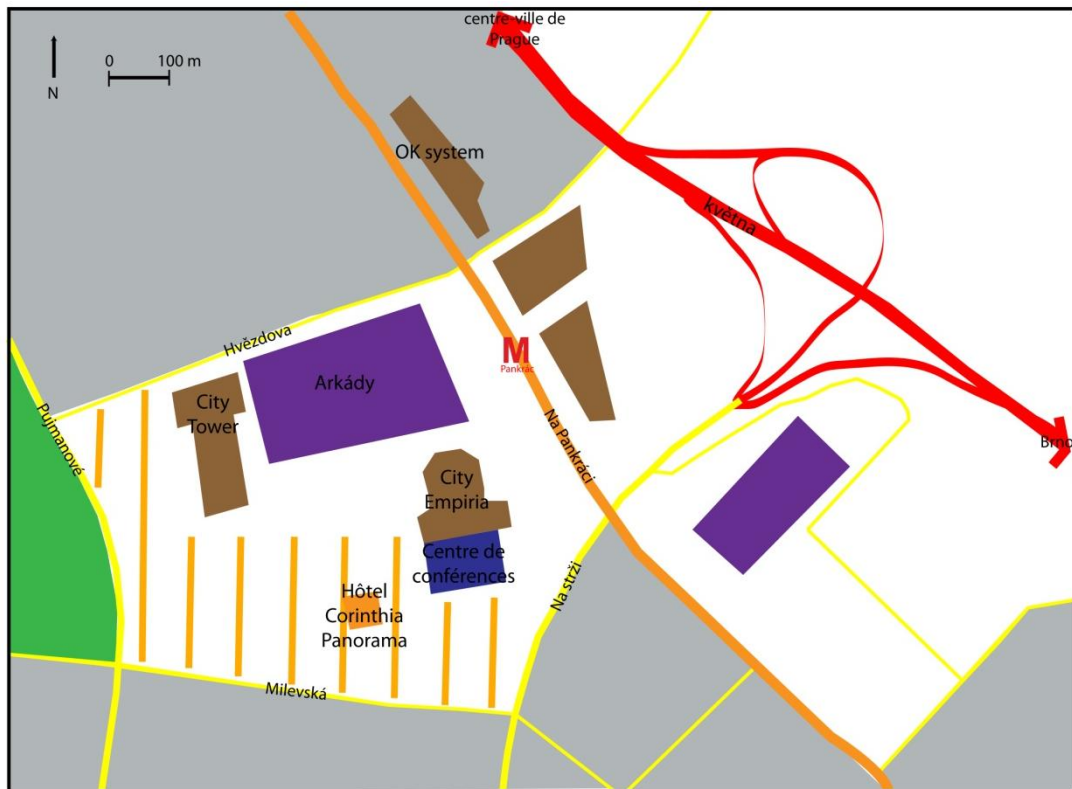 centre-ville de
Prague
0 100 m
N
OK system
května
Hvězdova
M
Pankrác
Arkády
City
Tower
Pujmanové
Na Pankráci
Brno
City
Empiria
Centre de
conférences
Na strži
Hôtel
Corinthia
Panorama
Milevská